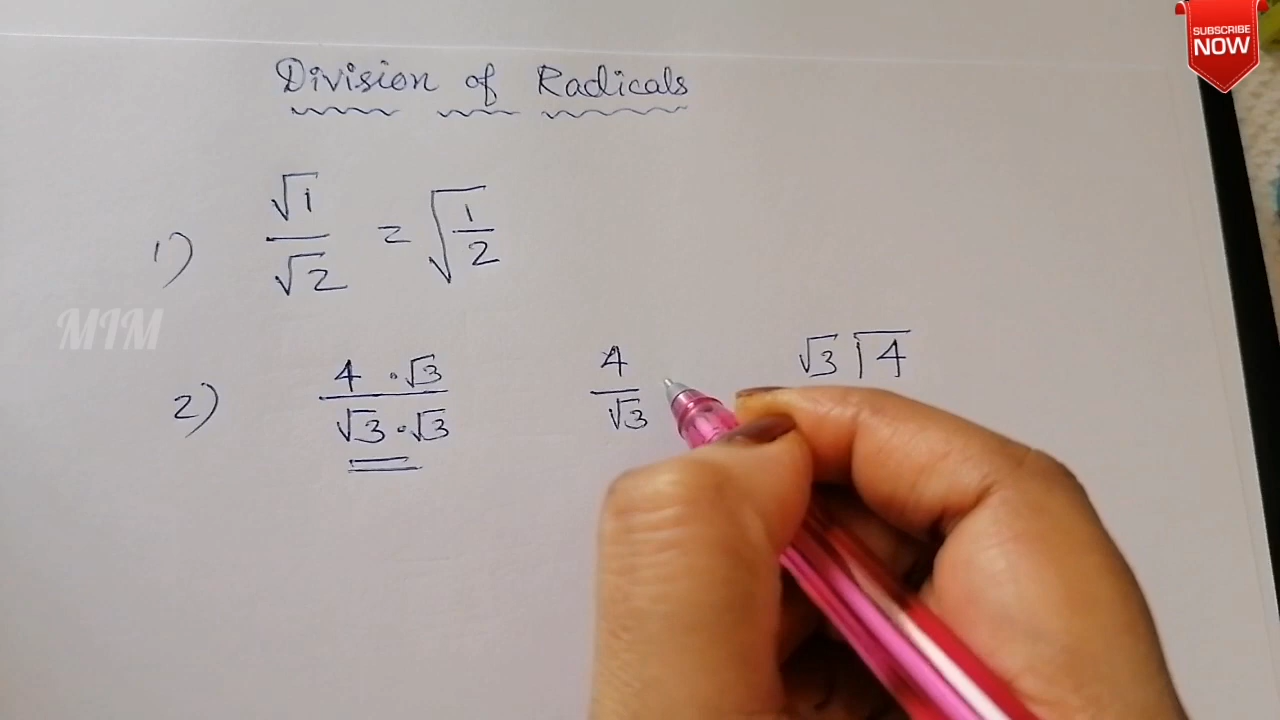 SUBSCRIBE
NOW
Division of Radicals
1) √1/√2 = √(1/2)
MIM
2) (4 · √3)/(√3 · √3) 4/√3 √3 ⟌ 4